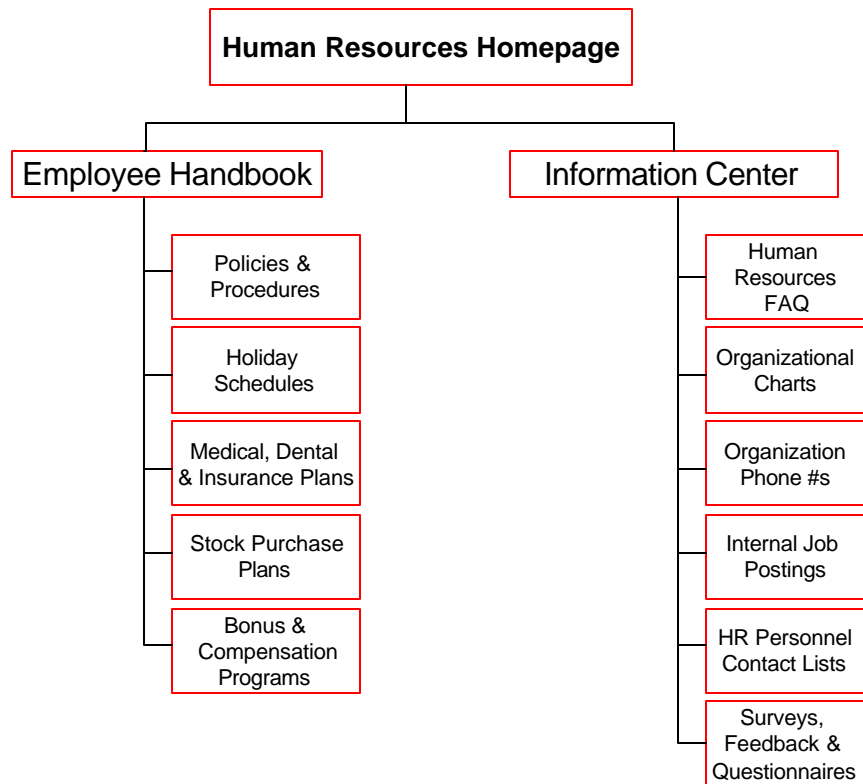 Human Resources Homepage
Employee Handbook
Policies &
Procedures
Holiday
Schedules
Medical, Dental
& Insurance Plans
Stock Purchase
Plans
Bonus &
Compensation
Programs
Information Center
Human
Resources
FAQ
Organizational
Charts
Organization
Phone #s
Internal Job
Postings
HR Personnel
Contact Lists
Surveys,
Feedback &
Questionnaires